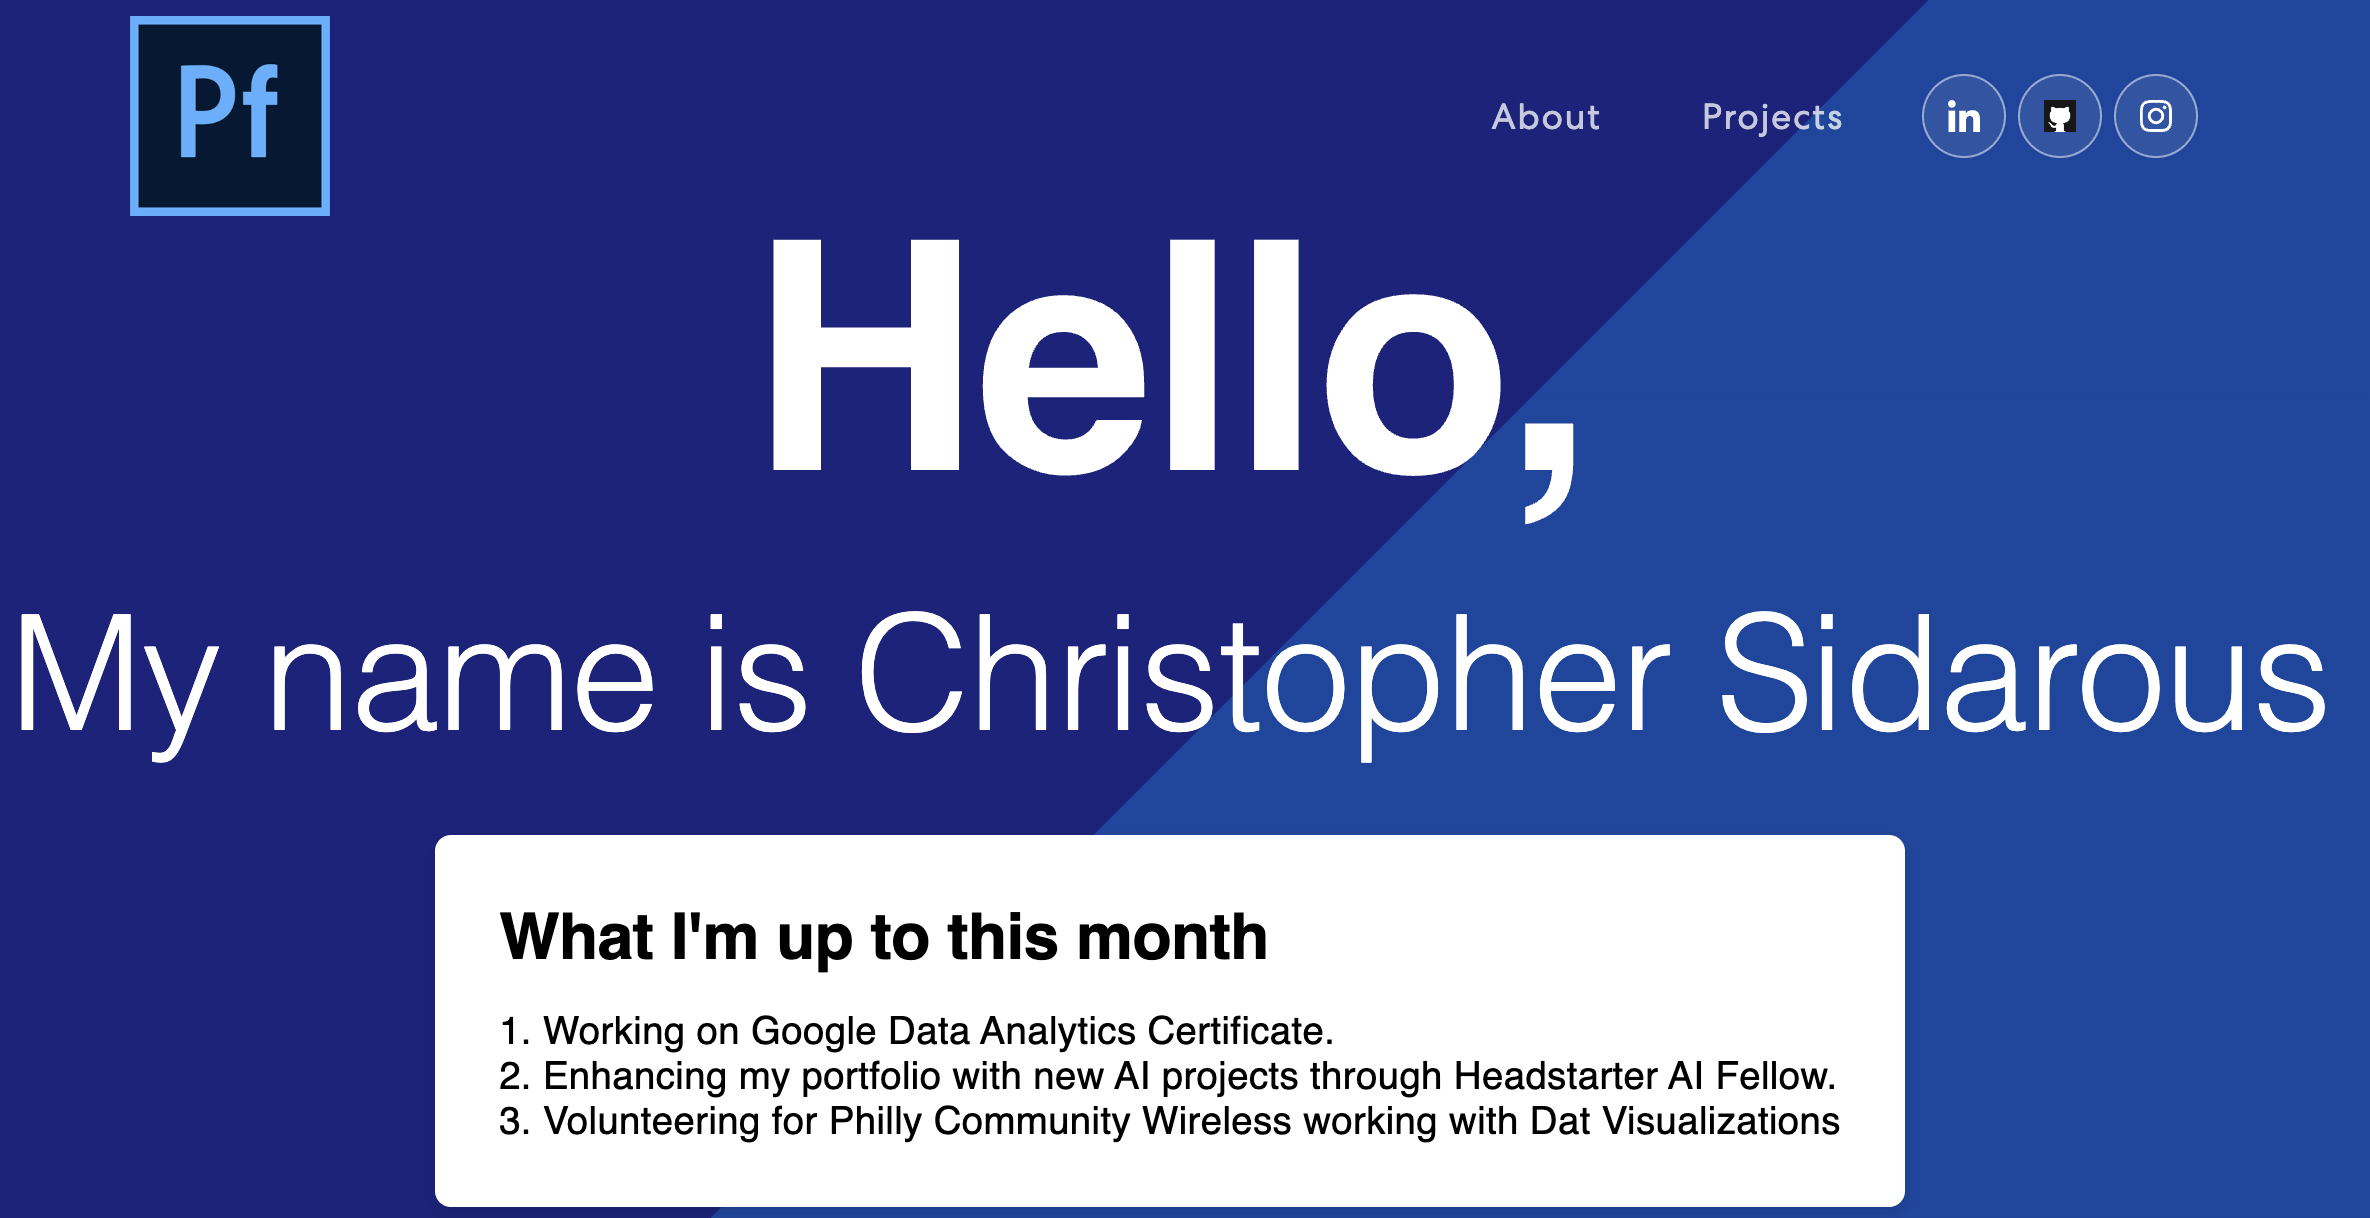 Pf
About Projects in
Hello,
My name is Christopher Sidarous
What I'm up to this month
1. Working on Google Data Analytics Certificate.
2. Enhancing my portfolio with new AI projects through Headstarter AI Fellow.
3. Volunteering for Philly Community Wireless working with Dat Visualizations